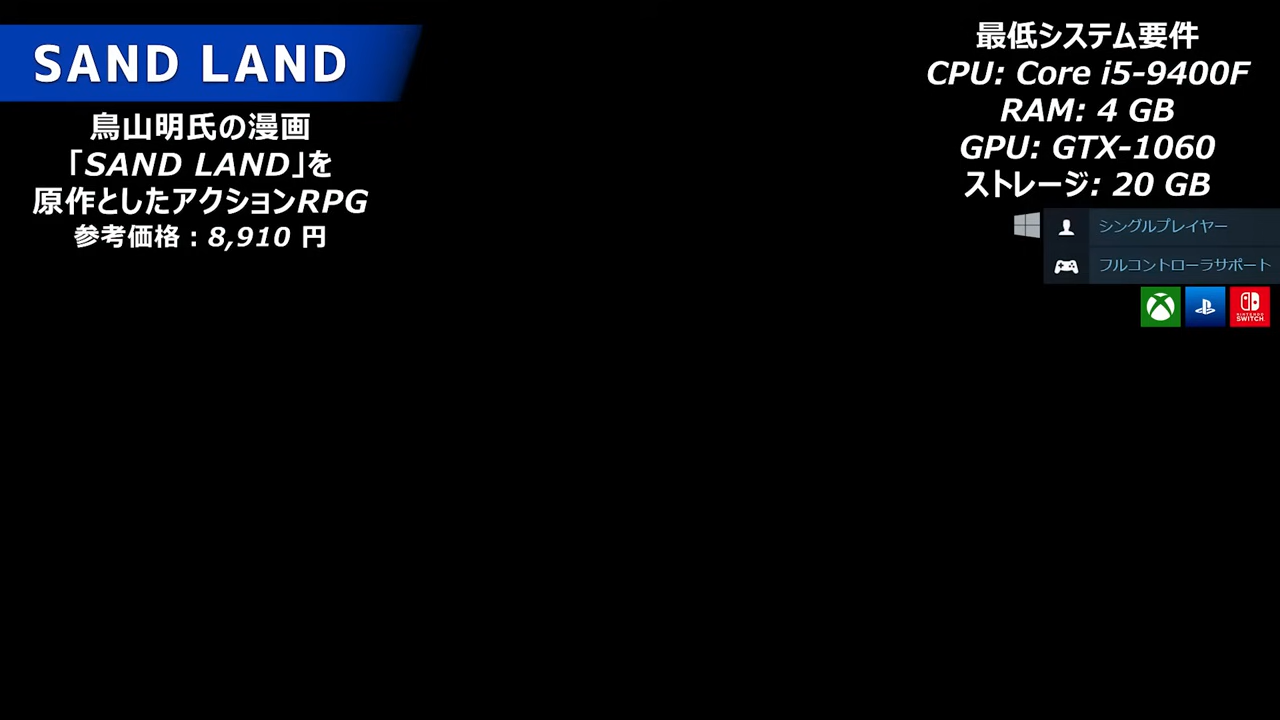 SAND LAND
鳥山明氏の漫画
「SAND LAND」を
原作としたアクションRPG
参考価格：8,910 円
最低システム要件
CPU: Core i5-9400F
RAM: 4 GB
GPU: GTX-1060
ストレージ: 20 GB
シングルプレイヤー
フルコントローラサポート
NINTENDO
SWITCH